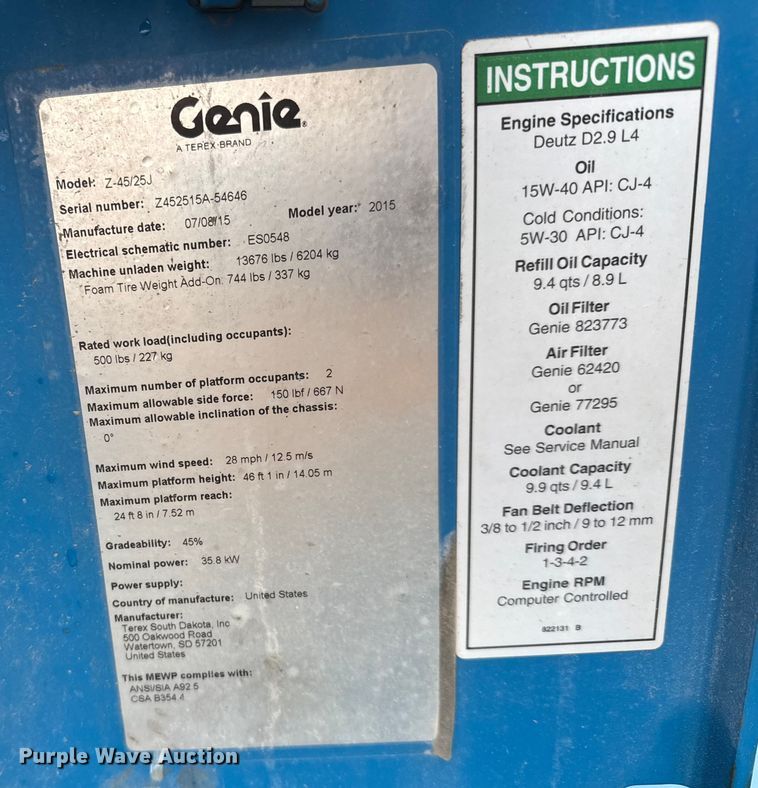 Genie
A TEREX BRAND
Model: Z-45/25J
Serial number: Z452515A-54646
Manufacture date: 07/08/15 Model year: 2015
Electrical schematic number: ES0548
Machine unladen weight: 13676 lbs / 6204 kg
Foam Tire Weight Add-On. 744 lbs / 337 kg
Rated work load(including occupants):
500 lbs / 227 kg
Maximum number of platform occupants: 2
Maximum allowable side force: 150 lbf / 667 N
Maximum allowable inclination of the chassis:
0°
Maximum wind speed: 28 mph / 12.5 m/s
Maximum platform height: 46 ft 1 in / 14.05 m
Maximum platform reach:
24 ft 8 in / 7.52 m
Gradeability: 45%
Nominal power: 35.8 kW
Power supply:
Country of manufacture: United States
Manufacturer:
Terex South Dakota, Inc
500 Oakwood Road
Watertown, SD 57201
United States
This MEWP complies with:
ANSI/SIA A92.5
CSA B354.4
INSTRUCTIONS
Engine Specifications
Deutz D2.9 L4
Oil
15W-40 API: CJ-4
Cold Conditions:
5W-30 API: CJ-4
Refill Oil Capacity
9.4 qts / 8.9 L
Oil Filter
Genie 823773
Air Filter
Genie 62420
or
Genie 77295
Coolant
See Service Manual
Coolant Capacity
9.9 qts / 9.4 L
Fan Belt Deflection
3/8 to 1/2 inch / 9 to 12 mm
Firing Order
1-3-4-2
Engine RPM
Computer Controlled
822131 B
Purple Wave Auction